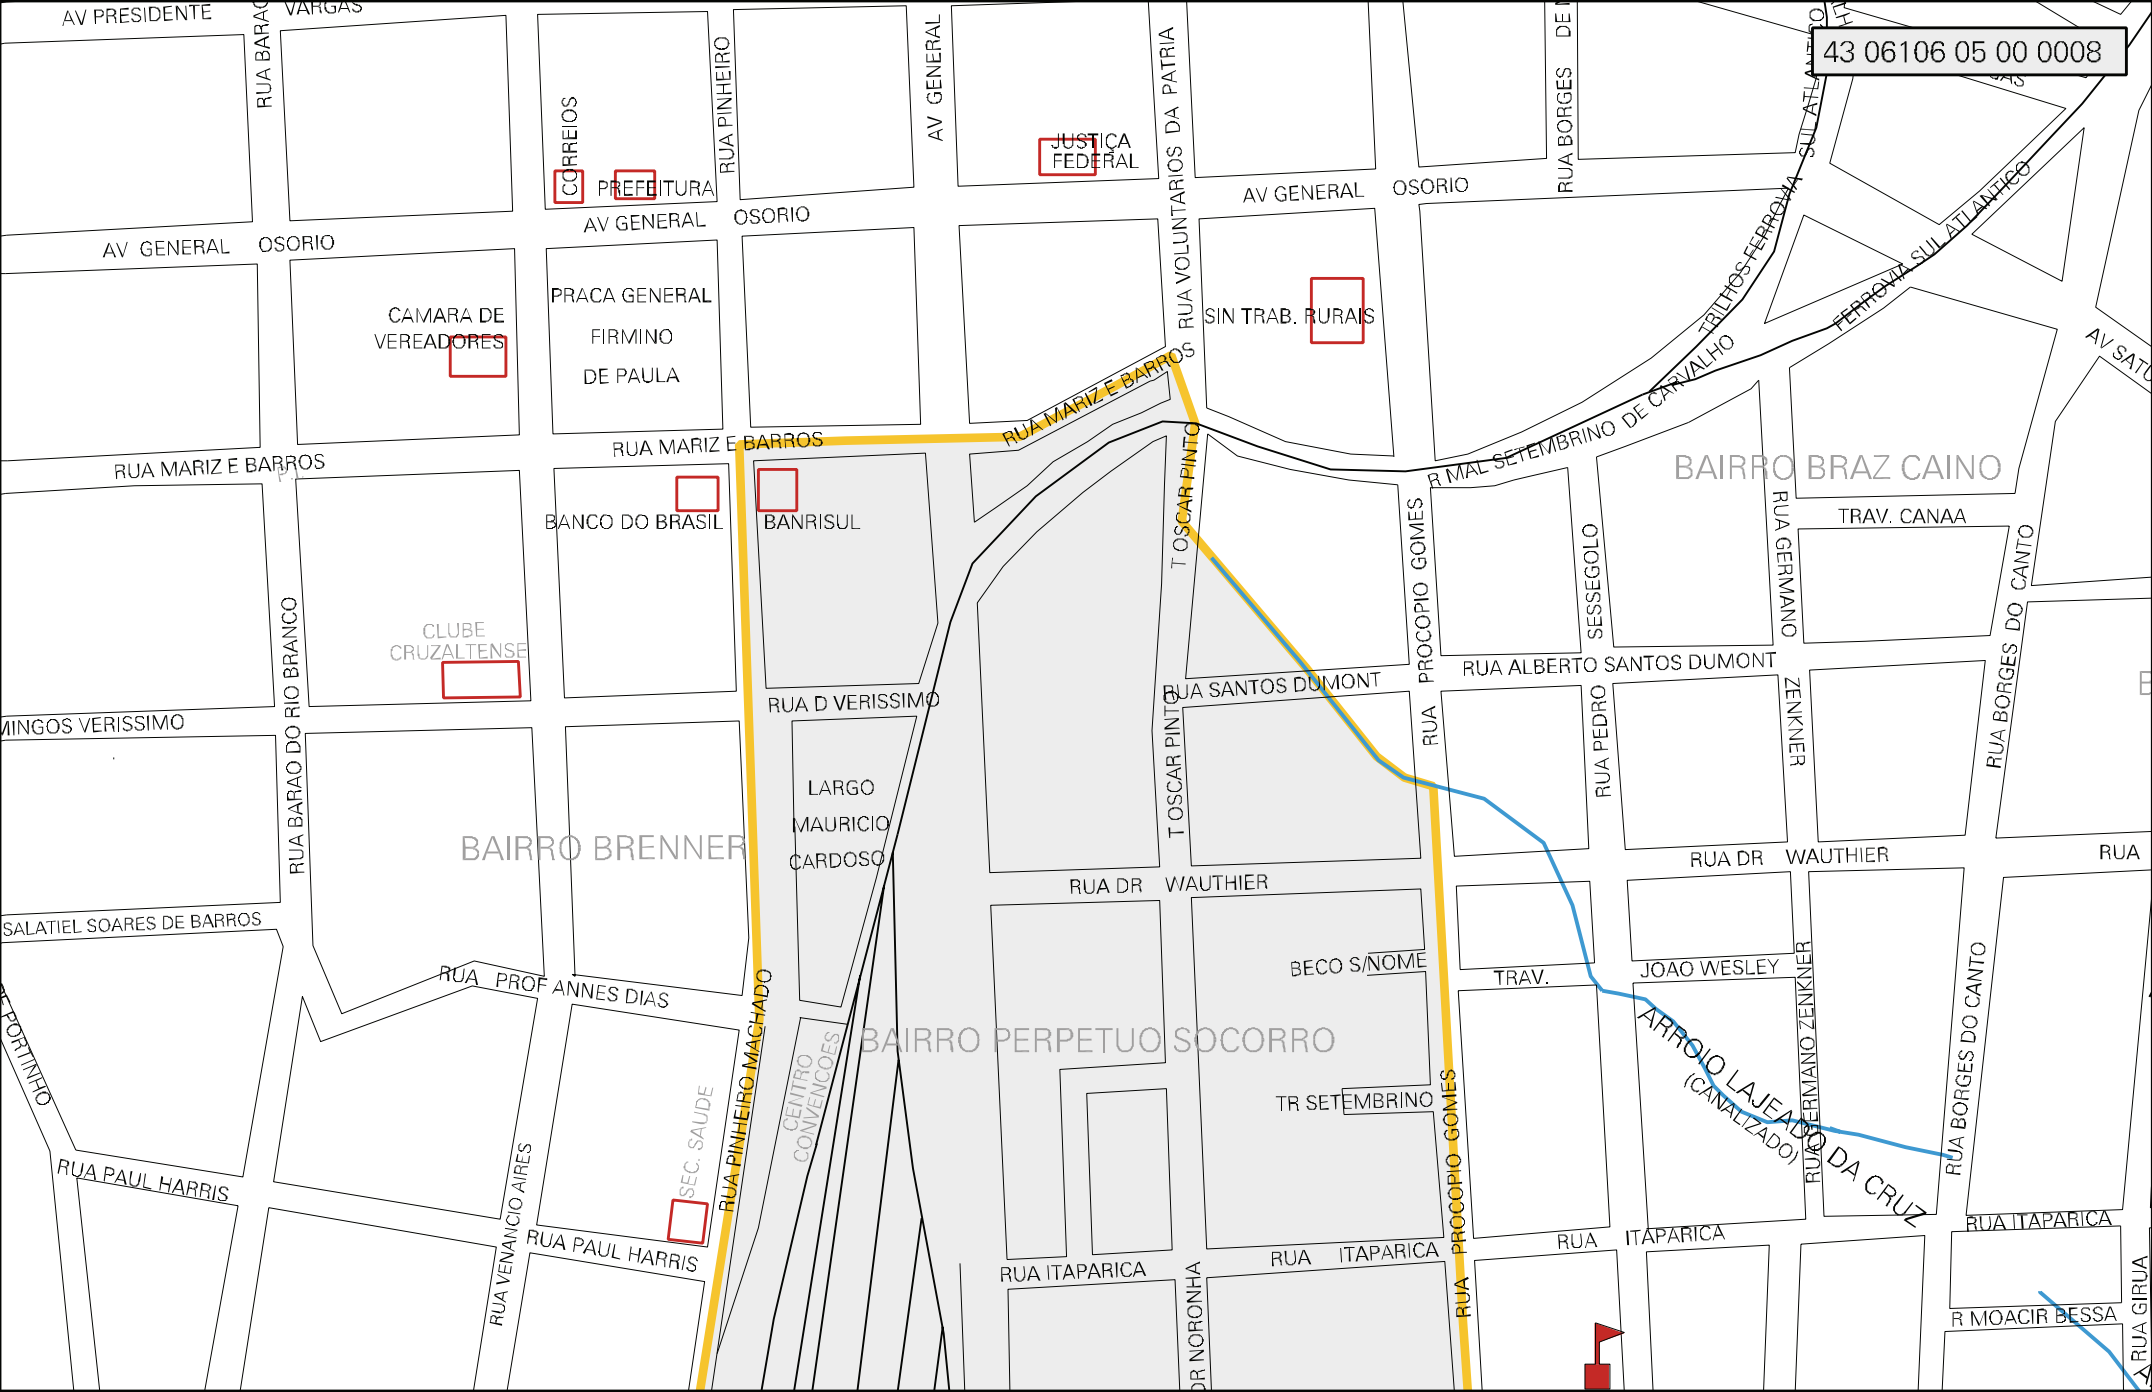 AV PRESIDENTE VARGAS
RUA BARAO
43 06106 05 00 0008
CORREIOS
PREFEITURA
RUA PINHEIRO
AV GENERAL
JUSTIÇA
FEDERAL
RUA VOLUNTARIOS DA PATRIA
RUA BORGES DE
SUL ATLANTICO
AV GENERAL OSORIO
AV GENERAL OSORIO
AV GENERAL OSORIO
CAMARA DE
VEREADORES
PRACA GENERAL
FIRMINO
DE PAULA
SIN TRAB. RURAIS
TRILHOS FERROVIA
FERROVIA SUL ATLANTICO
AV SATU
RUA MARIZ E BARROS
RUA MARIZ E BARROS
RUA MARIZ E BARROS
P.J.
R MAL SETEMBRINO DE CARVALHO
BAIRRO BRAZ CAINO
TRAV. CANAA
BANCO DO BRASIL
BANRISUL
T OSCAR PINTO
RUA PROCOPIO GOMES
RUA PEDRO SESSEGOLO
RUA GERMANO ZENKNER
RUA BORGES DO CANTO
CLUBE
CRUZALTENSE
RUA BARAO DO RIO BRANCO
MINGOS VERISSIMO
RUA D VERISSIMO
RUA SANTOS DUMONT
RUA ALBERTO SANTOS DUMONT
T OSCAR PINTO
LARGO
MAURICIO
CARDOSO
BAIRRO BRENNER
RUA DR WAUTHIER
RUA DR WAUTHIER
RUA
SALATIEL SOARES DE BARROS
RUA PROF ANNES DIAS
BECO S/NOME
TRAV. JOAO WESLEY
PORTINHO
BAIRRO PERPETUO SOCORRO
CENTRO
CONVENCOES
SEC. SAUDE
RUA PINHEIRO MACHADO
TR SETEMBRINO
RUA PROCOPIO GOMES
ARROIO LAJEADO DA CRUZ
(CANALIZADO)
RUA GERMANO ZENKNER
RUA BORGES DO CANTO
RUA PAUL HARRIS
RUA PAUL HARRIS
RUA VENANCIO AIRES
RUA ITAPARICA
RUA ITAPARICA
RUA ITAPARICA
RUA ITAPARICA
DR NORONHA
R MOACIR BESSA
RUA GIRUA